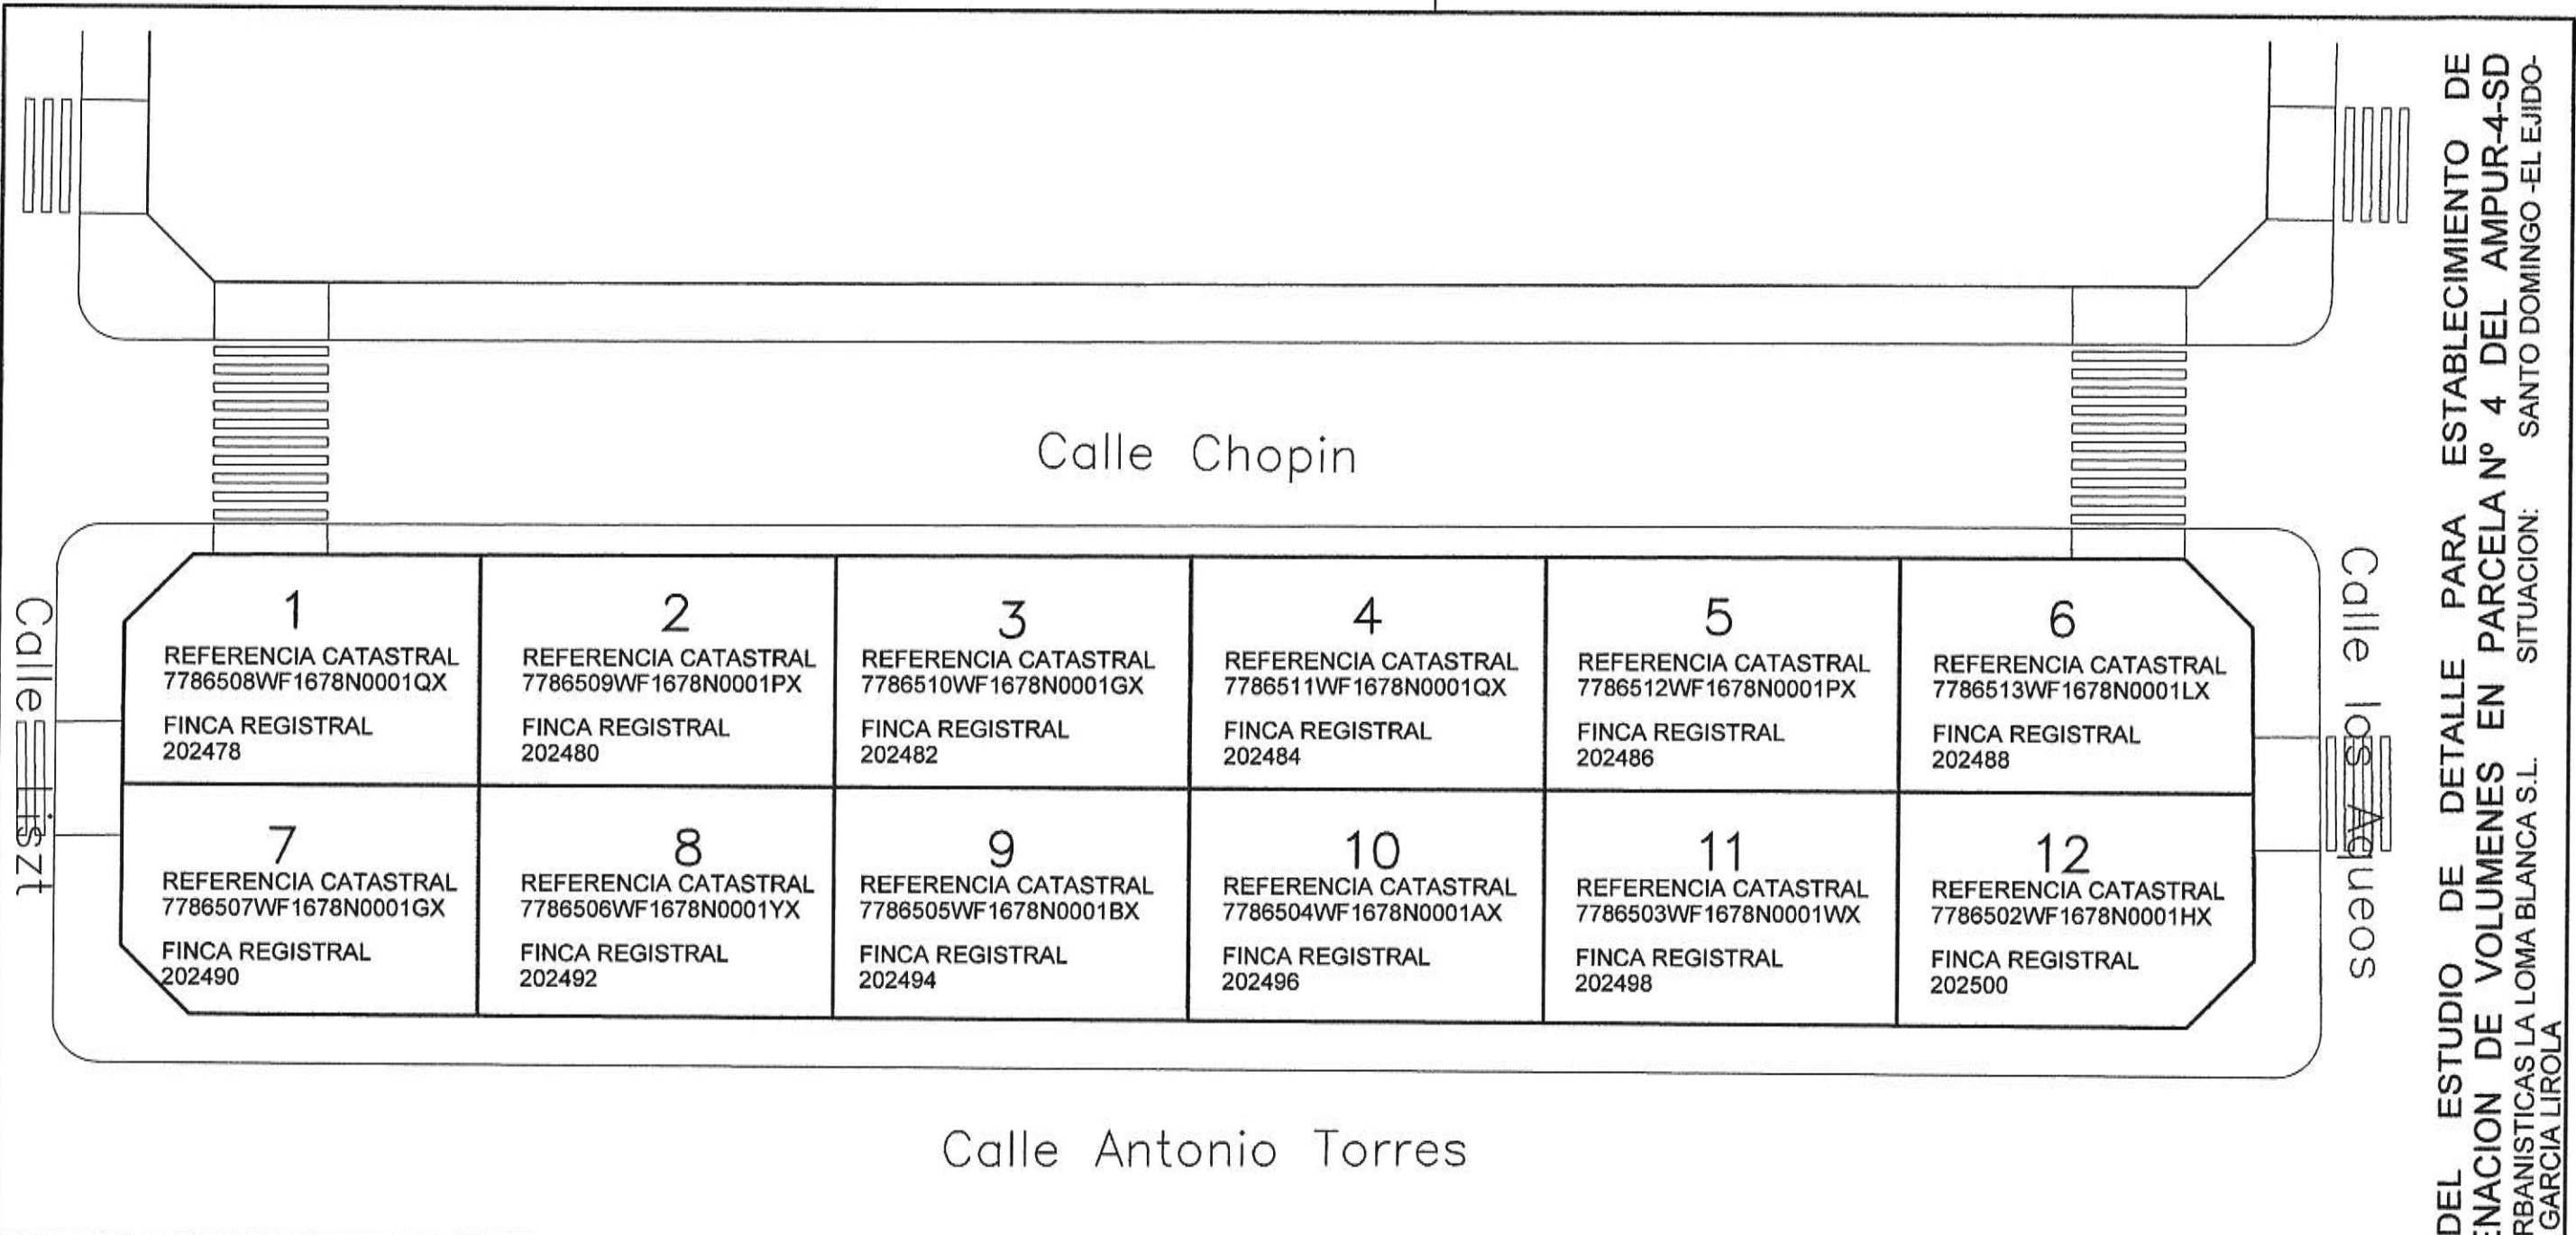 Calle Chopin
1
REFERENCIA CATASTRAL
7786508WF1678N0001QX
FINCA REGISTRAL
202478
2
REFERENCIA CATASTRAL
7786509WF1678N0001PX
FINCA REGISTRAL
202480
3
REFERENCIA CATASTRAL
7786510WF1678N0001GX
FINCA REGISTRAL
202482
4
REFERENCIA CATASTRAL
7786511WF1678N0001QX
FINCA REGISTRAL
202484
5
REFERENCIA CATASTRAL
7786512WF1678N0001PX
FINCA REGISTRAL
202486
6
REFERENCIA CATASTRAL
7786513WF1678N0001LX
FINCA REGISTRAL
202488
7
REFERENCIA CATASTRAL
7786507WF1678N0001GX
FINCA REGISTRAL
202490
8
REFERENCIA CATASTRAL
7786506WF1678N0001YX
FINCA REGISTRAL
202492
9
REFERENCIA CATASTRAL
7786505WF1678N0001BX
FINCA REGISTRAL
202494
10
REFERENCIA CATASTRAL
7786504WF1678N0001AX
FINCA REGISTRAL
202496
11
REFERENCIA CATASTRAL
7786503WF1678N0001WX
FINCA REGISTRAL
202498
12
REFERENCIA CATASTRAL
7786502WF1678N0001HX
FINCA REGISTRAL
202500
Calle Liszt
Calle los Aqueos
Calle Antonio Torres
DEL ESTUDIO DE DETALLE PARA ESTABLECIMIENTO DE
ENACION DE VOLUMENES EN PARCELA Nº 4 DEL AMPUR-4-SD
RBANISTICAS LA LOMA BLANCA S.L. SITUACION: SANTO DOMINGO -EL EJIDO-
GARCIA LIROLA